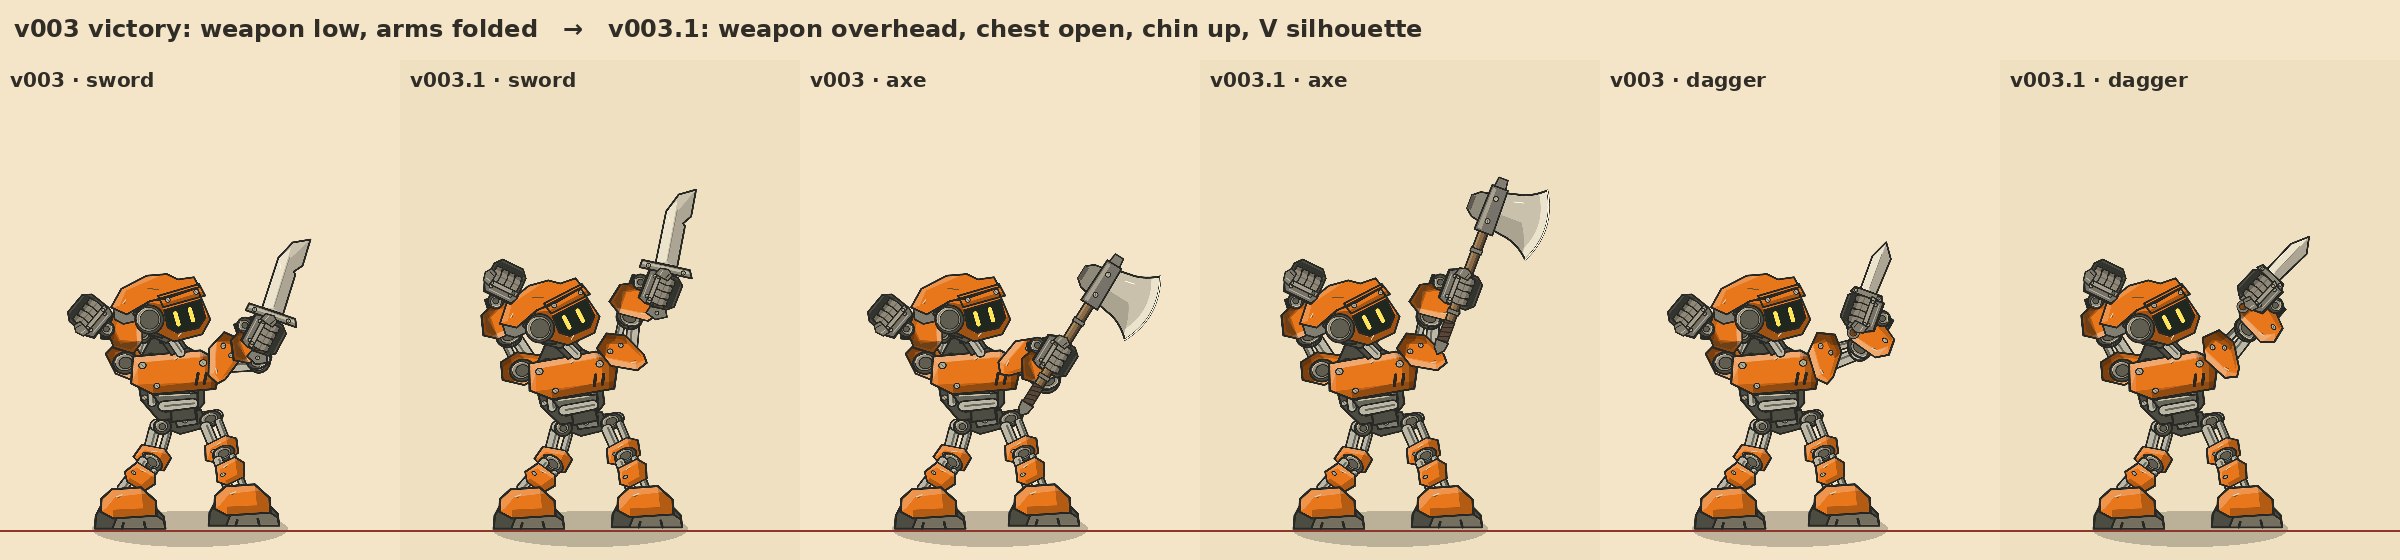 v003 victory: weapon low, arms folded → v003.1: weapon overhead, chest open, chin up, V silhouette
v003 · sword
v003.1 · sword
v003 · axe
v003.1 · axe
v003 · dagger
v003.1 · dagger